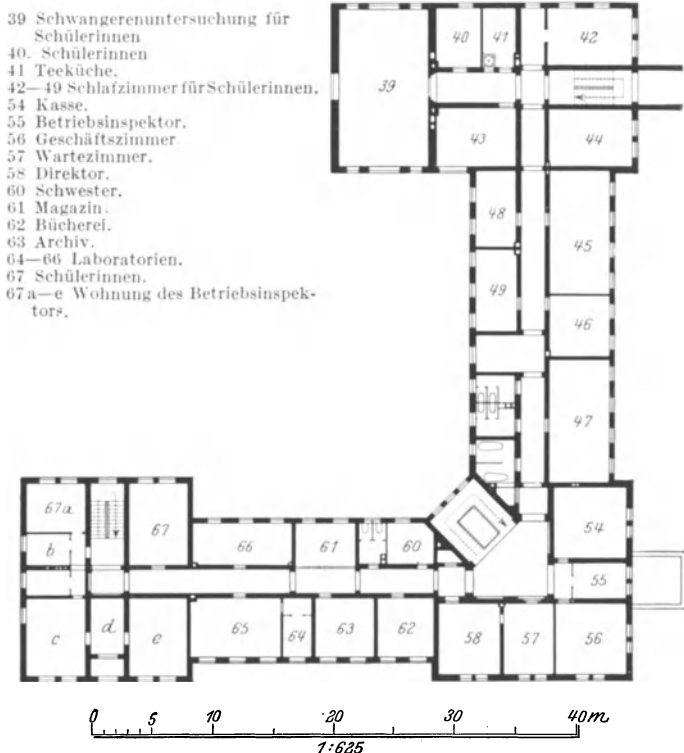 39 Schwangerenuntersuchung für
Schülerinnen
40. Schülerinnen
41 Teeküche.
42—49 Schlafzimmer für Schülerinnen.
54 Kasse.
55 Betriebsinspektor.
56 Geschäftszimmer
57 Wartezimmer.
58 Direktor.
60 Schwester.
61 Magazin.
62 Bücherei.
63 Archiv.
64—66 Laboratorien.
67 Schülerinnen.
67a—e Wohnung des Betriebsinspek-
tors.
39
40
41
42
43
44
48
45
49
46
47
67a
67
66
61
60
54
b
55
c
d
e
65
64
63
62
58
57
56
0 5 10 20 30 40m
1:625